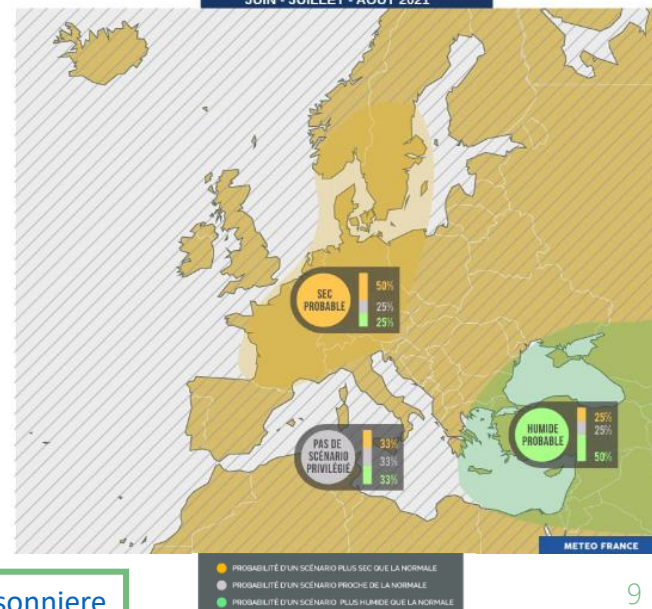 JUIN - JUILLET - AOUT 2021
SEC
PROBABLE
50%
25%
25%
PAS DE
SCÉNARIO
PRIVILÉGIÉ
33%
33%
33%
HUMIDE
PROBABLE
25%
25%
50%
METEO FRANCE
PROBABILITÉ D'UN SCÉNARIO PLUS SEC QUE LA NORMALE
PROBABILITÉ D'UN SCÉNARIO PROCHE DE LA NORMALE
PROBABILITÉ D'UN SCÉNARIO PLUS HUMIDE QUE LA NORMALE
sonniere
9